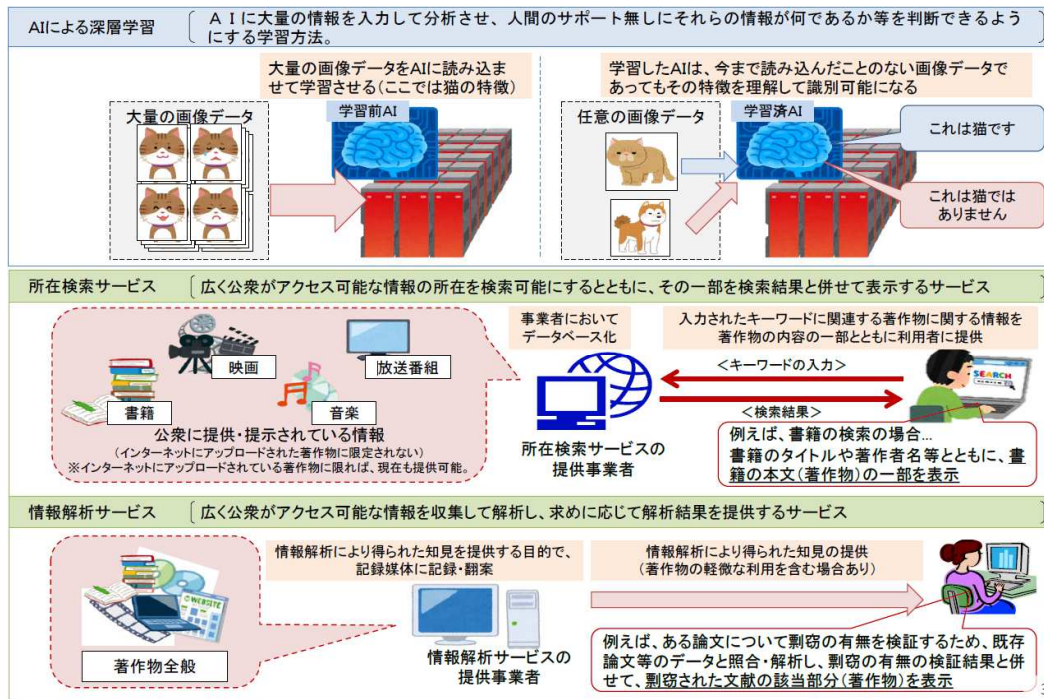 AIによる深層学習
ＡＩに大量の情報を入力して分析させ、人間のサポート無しにそれらの情報が何であるか等を判断できるよう
にする学習方法。
大量の画像データをAIに読み込ま
せて学習させる(ここでは猫の特徴)
学習したAIは、今まで読み込んだことのない画像データで
あってもその特徴を理解して識別可能になる
大量の画像データ
学習前AI
任意の画像データ
学習済AI
これは猫です
これは猫では
ありません
所在検索サービス
広く公衆がアクセス可能な情報の所在を検索可能にするとともに、その一部を検索結果と併せて表示するサービス
映画
放送番組
書籍
音楽
公衆に提供・提示されている情報
(インターネットにアップロードされた著作物に限定されない)
※インターネットにアップロードされている著作物に限れば、現在も提供可能。
事業者において
データベース化
所在検索サービスの
提供事業者
入力されたキーワードに関連する著作物に関する情報を
著作物の内容の一部とともに利用者に提供
<キーワードの入力>
<検索結果>
SEARCH
例えば、書籍の検索の場合…
書籍のタイトルや著作者名等とともに、書
籍の本文(著作物)の一部を表示
情報解析サービス
広く公衆がアクセス可能な情報を収集して解析し、求めに応じて解析結果を提供するサービス
WEBSITE
著作物全般
情報解析により得られた知見を提供する目的で、
記録媒体に記録・翻案
情報解析サービスの
提供事業者
情報解析により得られた知見の提供
(著作物の軽微な利用を含む場合あり)
例えば、ある論文について剽窃の有無を検証するため、既存
論文等のデータと照合・解析し、剽窃の有無の検証結果と併
せて、剽窃された文献の該当部分(著作物)を表示
3